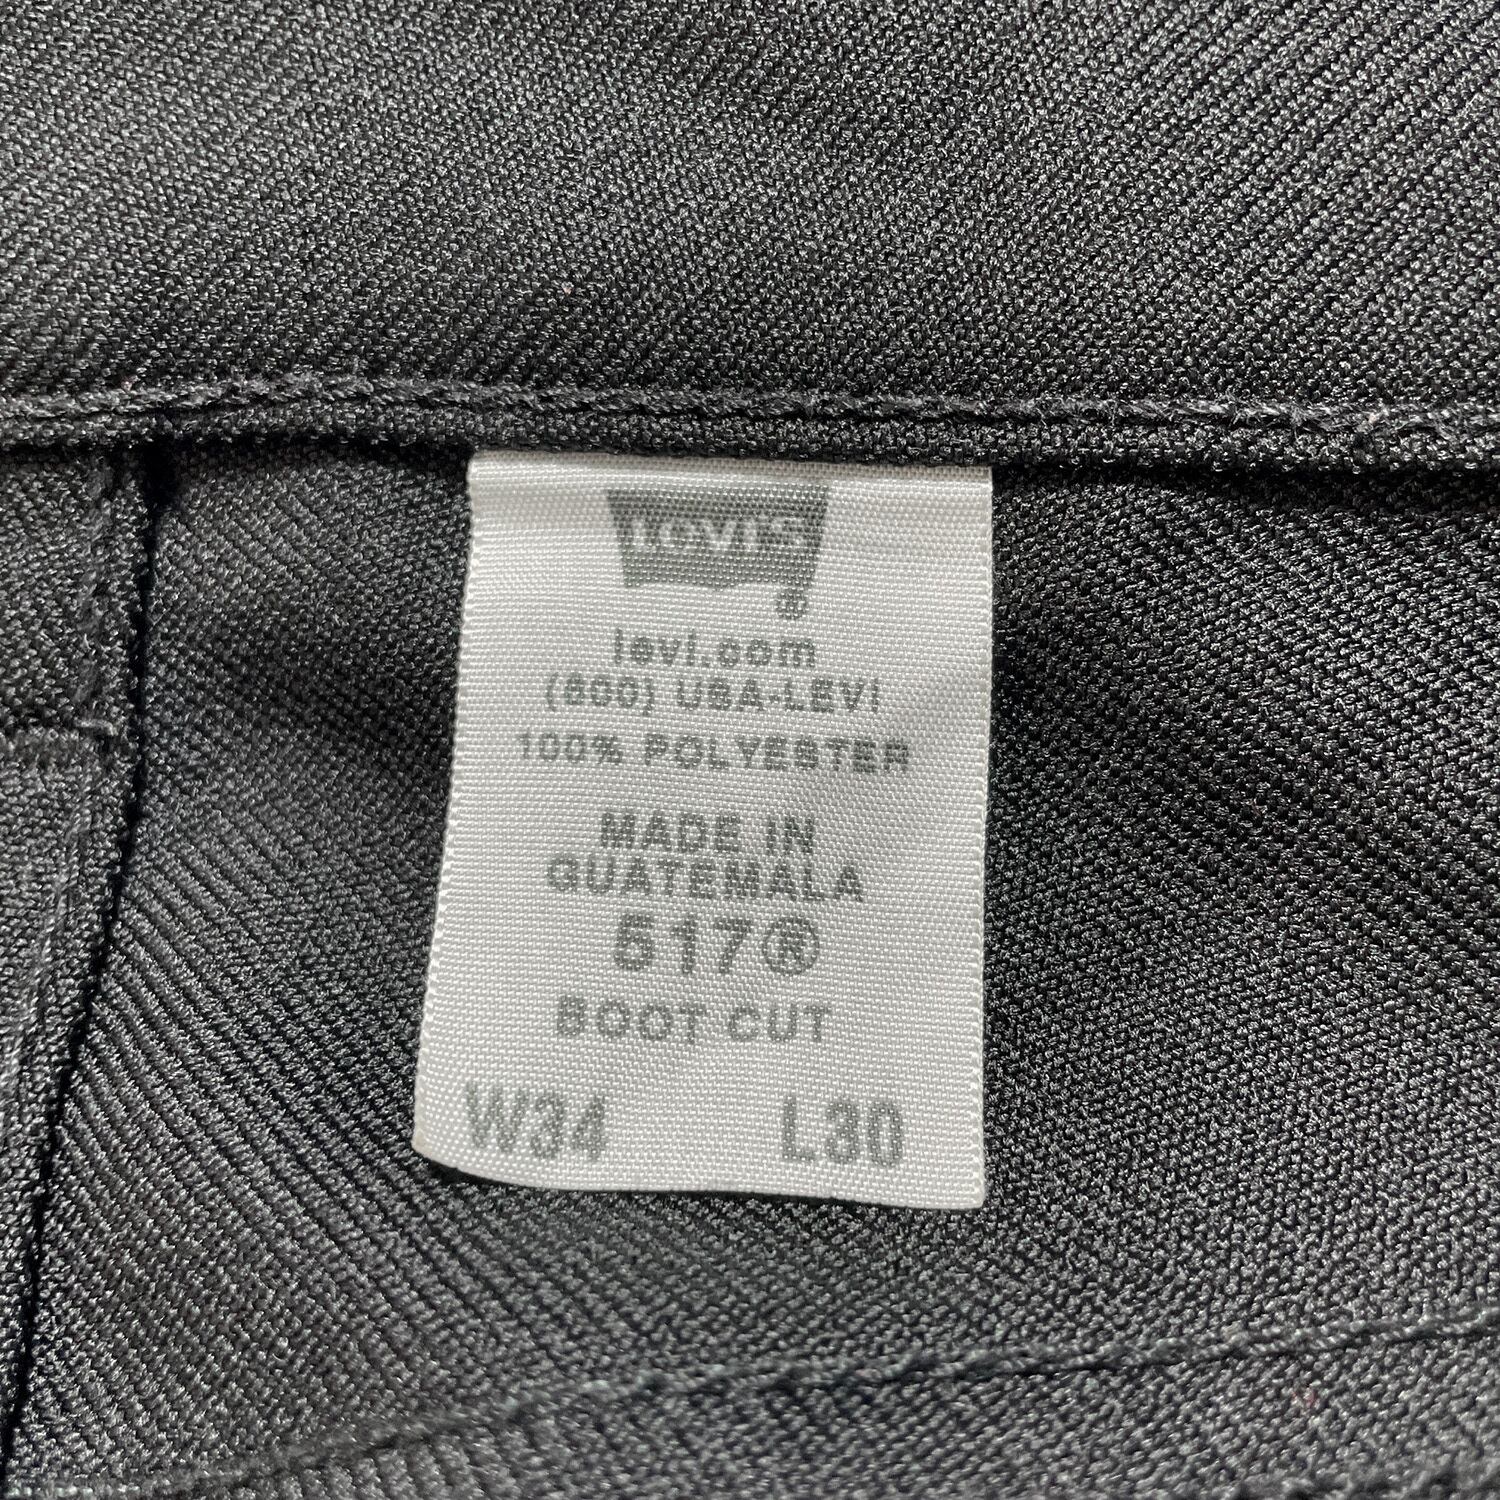 Levi's
®
levi.com
(800) USA-LEVI
100% POLYESTER
MADE IN
GUATEMALA
517®
BOOT CUT
W34 L30